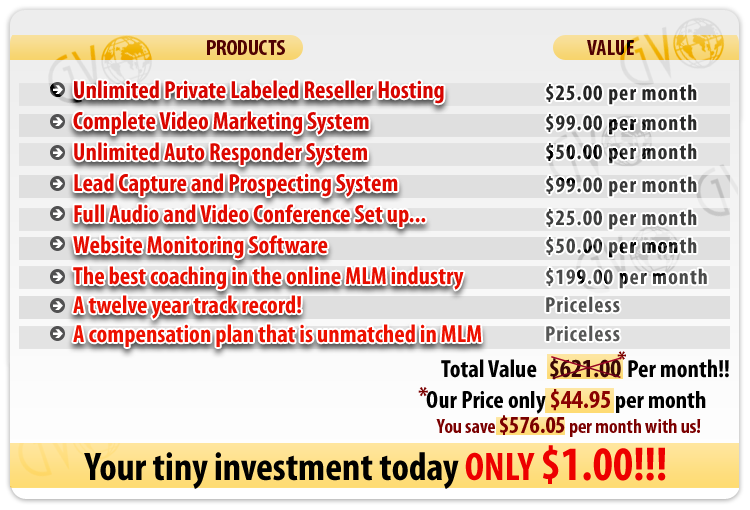 PRODUCTS VALUE
Unlimited Private Labeled Reseller Hosting $25.00 per month
Complete Video Marketing System $99.00 per month
Unlimited Auto Responder System $50.00 per month
Lead Capture and Prospecting System $99.00 per month
Full Audio and Video Conference Set up... $25.00 per month
Website Monitoring Software $50.00 per month
The best coaching in the online MLM industry $199.00 per month
A twelve year track record! Priceless
A compensation plan that is unmatched in MLM Priceless
Total Value $621.00* Per month!!
*Our Price only $44.95 per month
You save $576.05 per month with us!
Your tiny investment today ONLY $1.00!!!